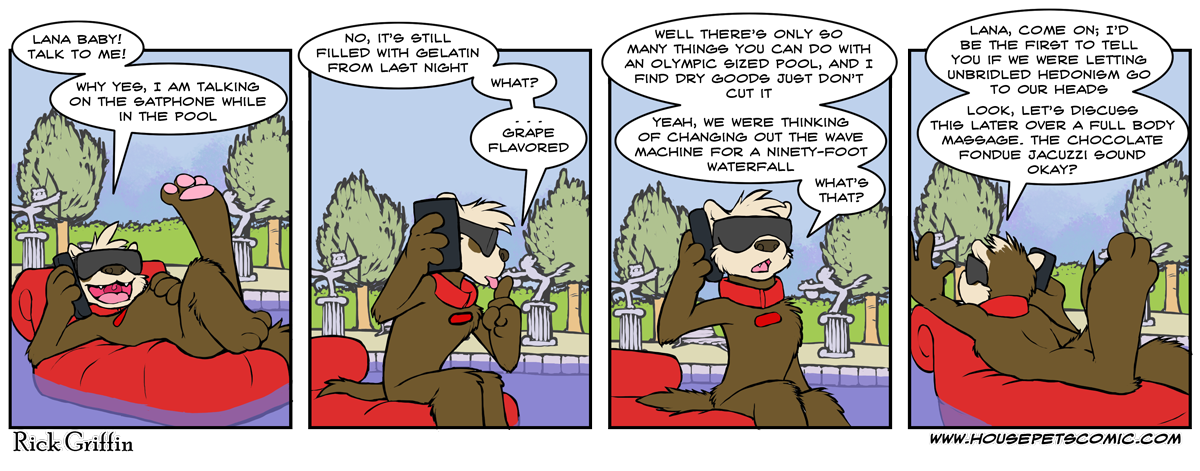 LANA BABY!
TALK TO ME!
WHY YES, I AM TALKING
ON THE SATPHONE WHILE
IN THE POOL
NO, IT'S STILL
FILLED WITH GELATIN
FROM LAST NIGHT
WHAT?
. . .
GRAPE
FLAVORED
WELL THERE'S ONLY SO
MANY THINGS YOU CAN DO WITH
AN OLYMPIC SIZED POOL, AND I
FIND DRY GOODS JUST DON'T
CUT IT
YEAH, WE WERE THINKING
OF CHANGING OUT THE WAVE
MACHINE FOR A NINETY-FOOT
WATERFALL
WHAT'S
THAT?
LANA, COME ON; I'D
BE THE FIRST TO TELL
YOU IF WE WERE LETTING
UNBRIDLED HEDONISM GO
TO OUR HEADS
LOOK, LET'S DISCUSS
THIS LATER OVER A FULL BODY
MASSAGE. THE CHOCOLATE
FONDUE JACUZZI SOUND
OKAY?
Rick Griffin
WWW.HOUSEPETSCOMIC.COM